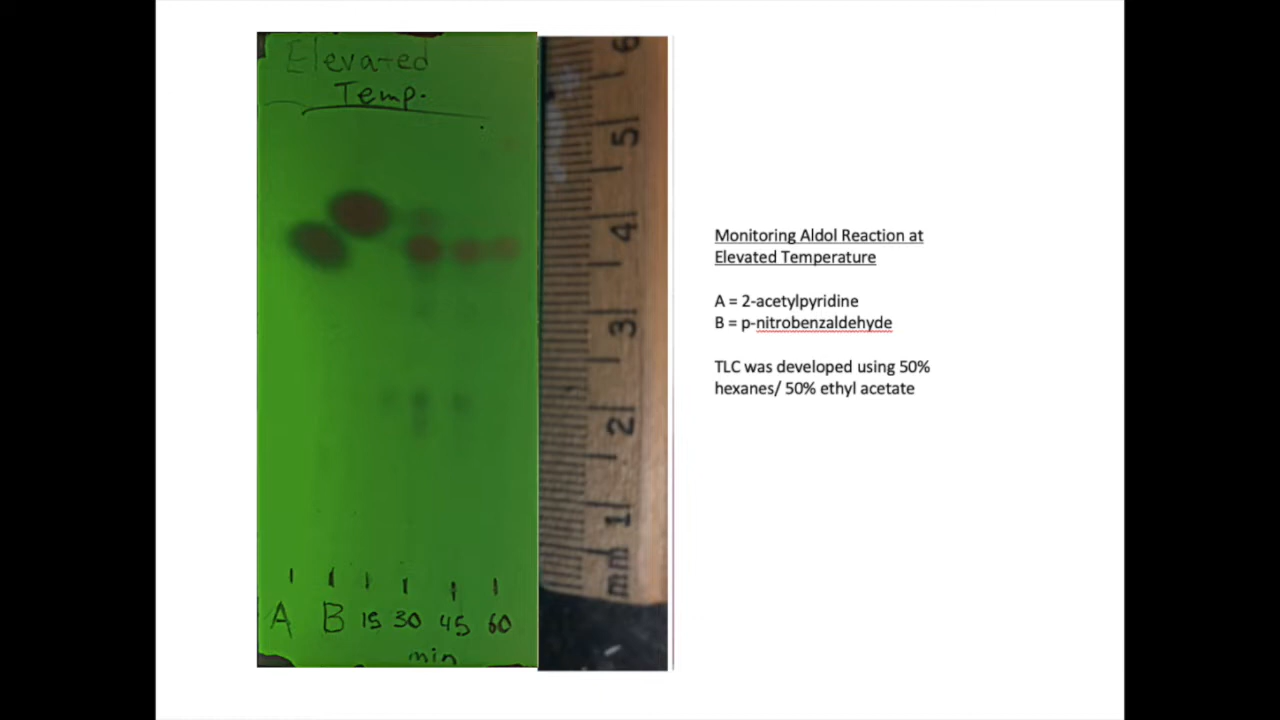 Elevated
Temp.
A B 15 30 45 60
min
6
5
4
3
2
1
mm
Monitoring Aldol Reaction at
Elevated Temperature
A = 2-acetylpyridine
B = p-nitrobenzaldehyde
TLC was developed using 50%
hexanes/ 50% ethyl acetate